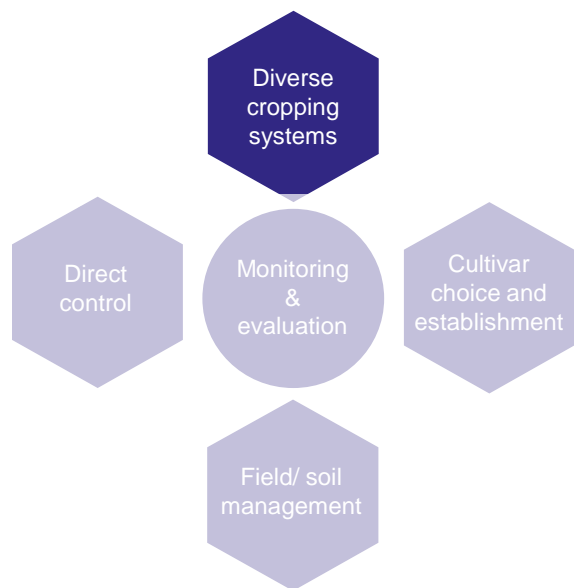 Diverse
cropping
systems
Direct
control
Monitoring
&
evaluation
Cultivar
choice and
establishment
Field/ soil
management